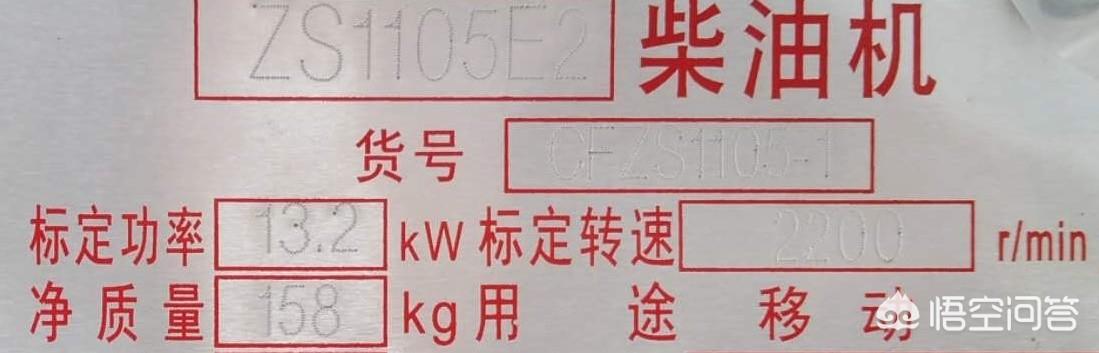 ZS1105E2 柴油机
货号 CFZS1105-1
标定功率 13.2 kW 标定转速 2200 r/min
净质量 158 kg 用途 移动
悟空问答